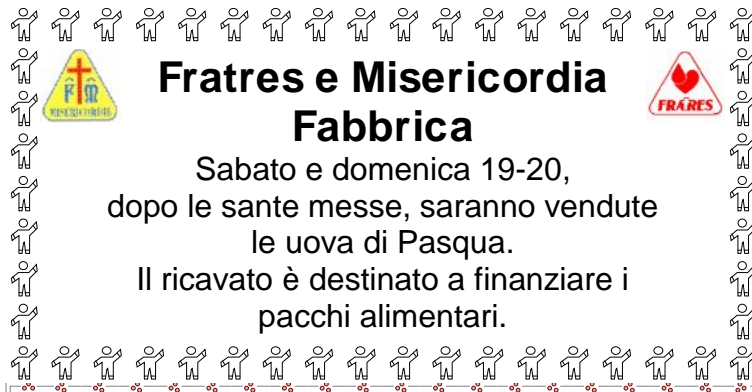 Fratres e Misericordia
Fabbrica
Sabato e domenica 19-20,
dopo le sante messe, saranno vendute
le uova di Pasqua.
Il ricavato è destinato a finanziare i
pacchi alimentari.
F M
MISERICORDIE
FRATRES